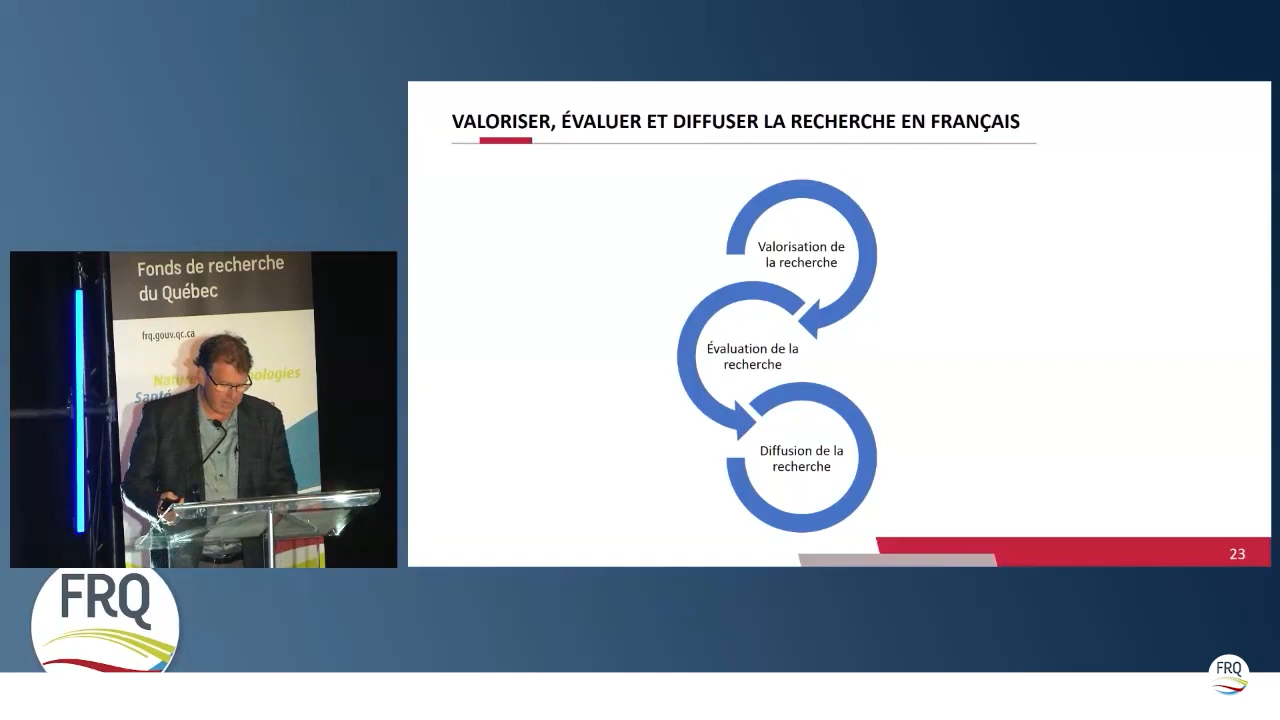 VALORISER, ÉVALUER ET DIFFUSER LA RECHERCHE EN FRANÇAIS
Valorisation de
la recherche
Évaluation de la
recherche
Diffusion de la
recherche
23
Fonds de recherche
du Québec
frq.gouv.qc.ca
Santé
FRQ
FRQ